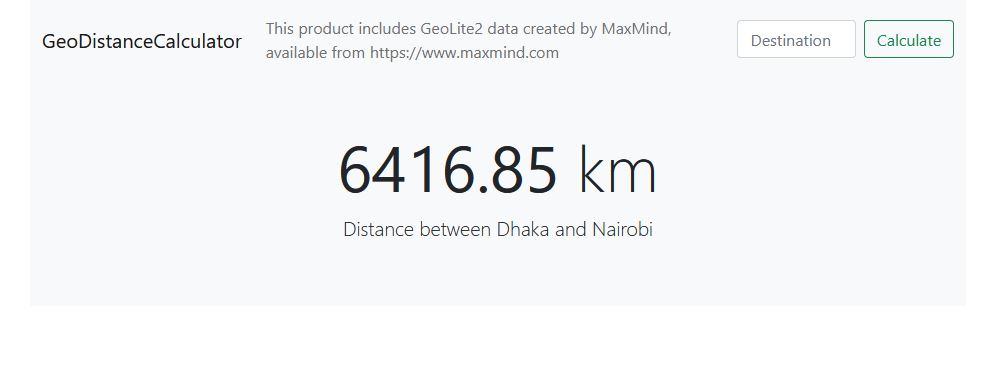 GeoDistanceCalculator
This product includes GeoLite2 data created by MaxMind,
available from https://www.maxmind.com
Destination
Calculate
6416.85 km
Distance between Dhaka and Nairobi